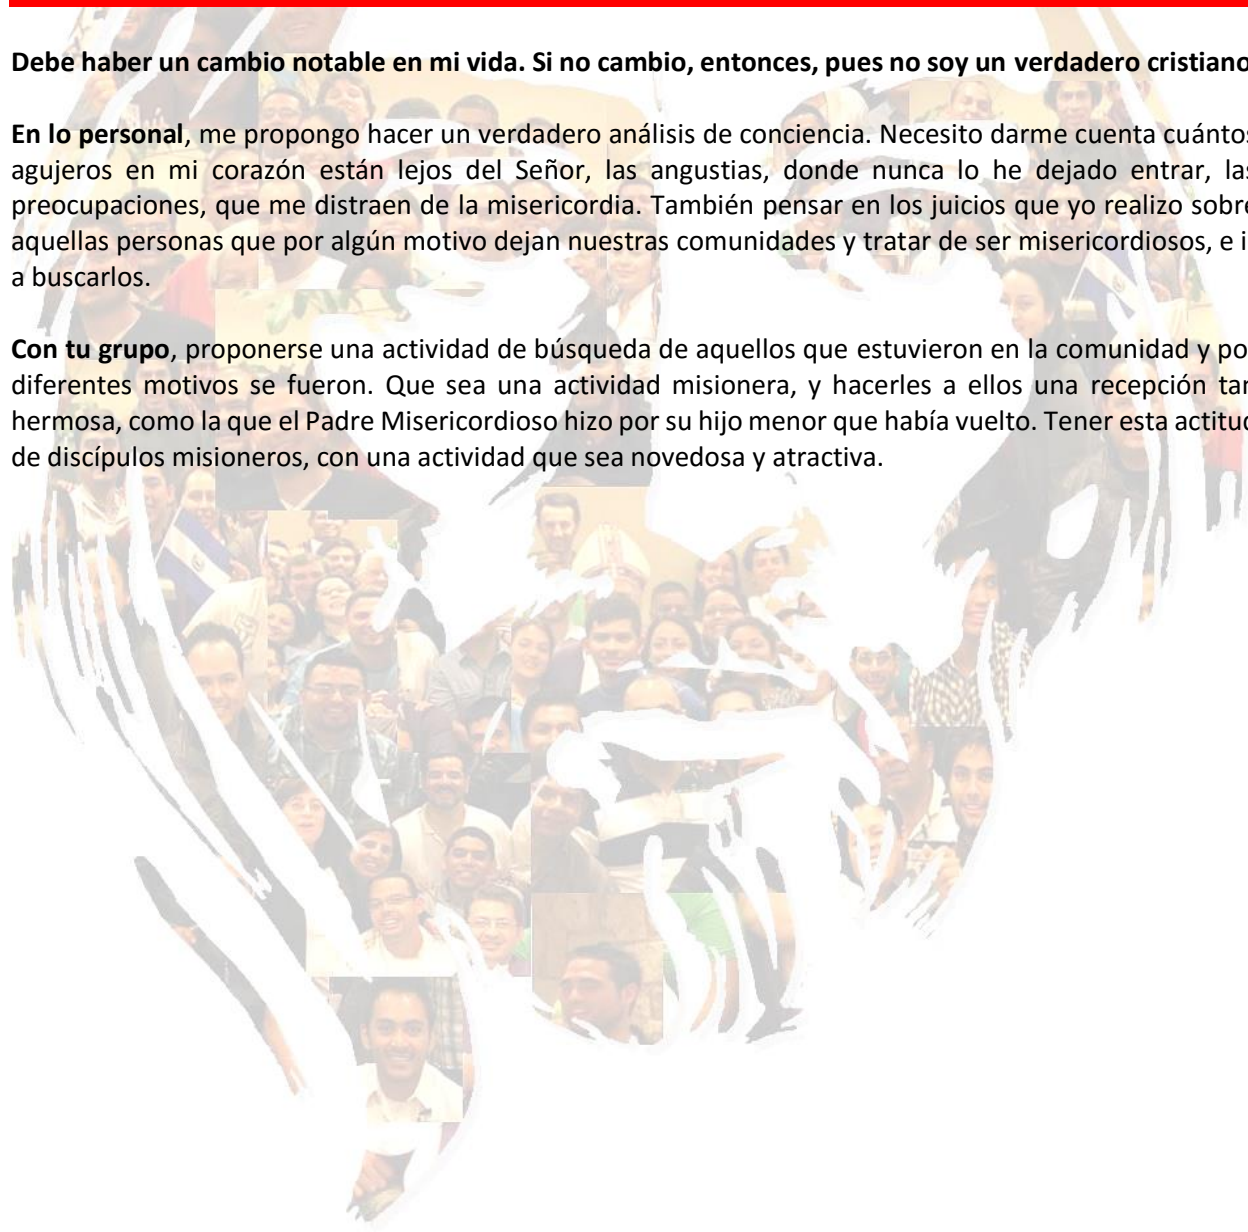 Debe haber un cambio notable en mi vida. Si no cambio, entonces, pues no soy un verdadero cristiano
En lo personal, me propongo hacer un verdadero análisis de conciencia. Necesito darme cuenta cuántos
agujeros en mi corazón están lejos del Señor, las angustias, donde nunca lo he dejado entrar, las
preocupaciones, que me distraen de la misericordia. También pensar en los juicios que yo realizo sobre
aquellas personas que por algún motivo dejan nuestras comunidades y tratar de ser misericordiosos, e i
a buscarlos.
Con tu grupo, proponerse una actividad de búsqueda de aquellos que estuvieron en la comunidad y po
diferentes motivos se fueron. Que sea una actividad misionera, y hacerles a ellos una recepción tan
hermosa, como la que el Padre Misericordioso hizo por su hijo menor que había vuelto. Tener esta actitud
de discípulos misioneros, con una actividad que sea novedosa y atractiva.